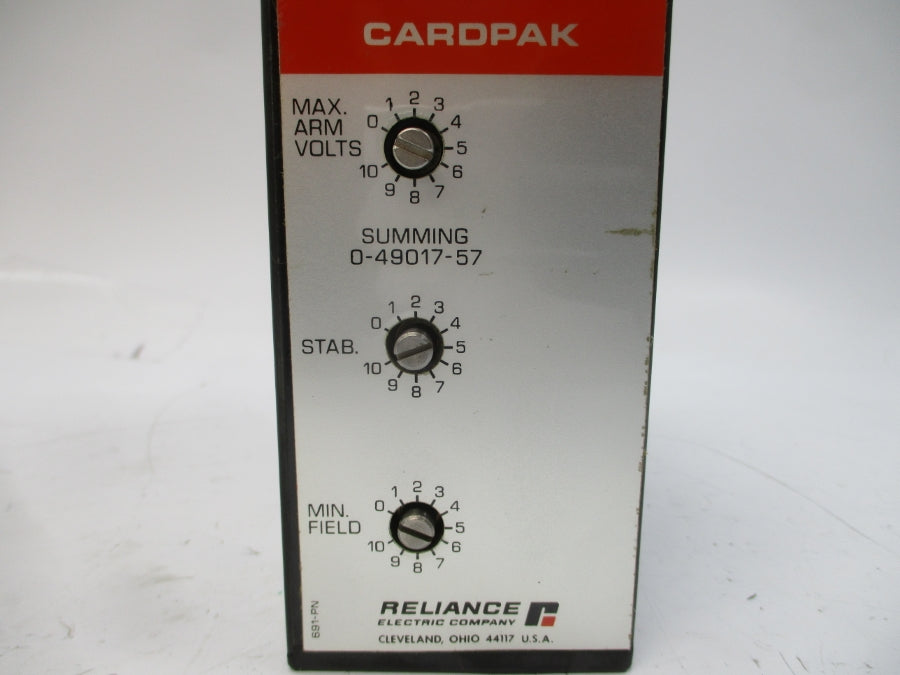 CARDPAK
MAX.
ARM
VOLTS
0 1 2 3 4 5 6 7 8 9 10
SUMMING
0-49017-57
STAB.
0 1 2 3 4 5 6 7 8 9 10
MIN.
FIELD
0 1 2 3 4 5 6 7 8 9 10
691-PN
RELIANCE
ELECTRIC COMPANY
CLEVELAND, OHIO 44117 U.S.A.